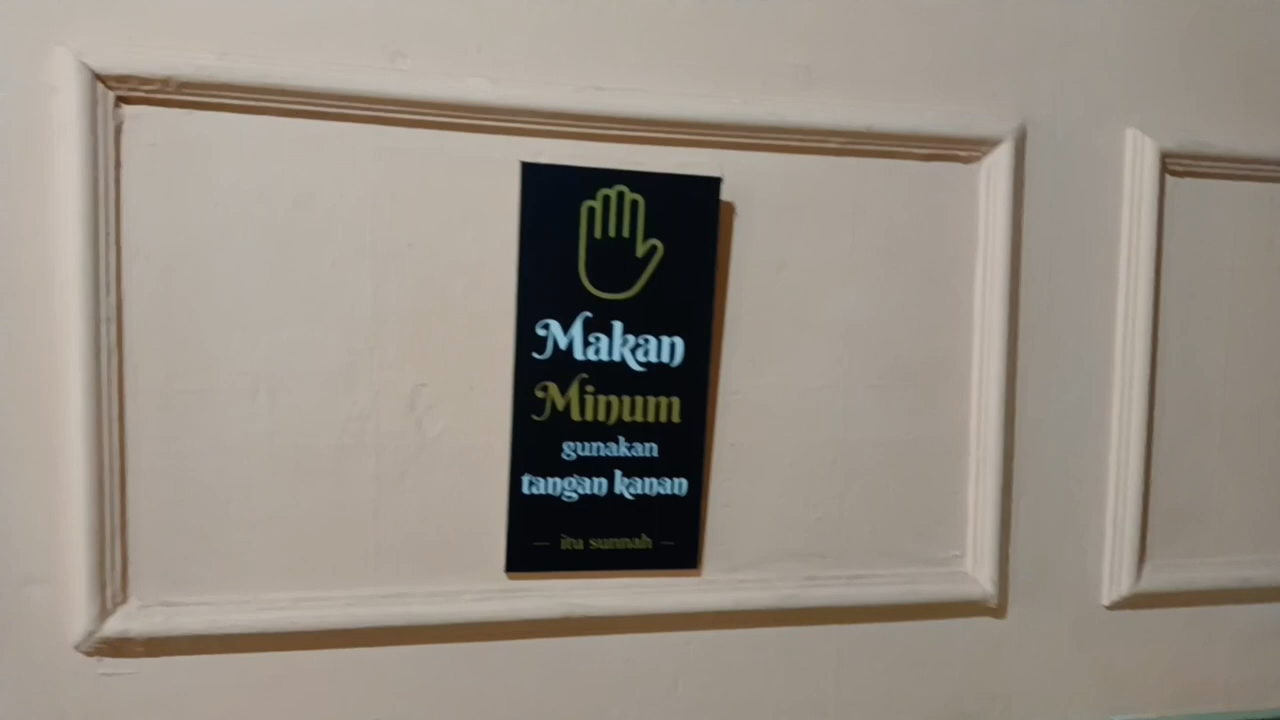 Makan
Minum
gunakan
tangan kanan
— itu sunnah —